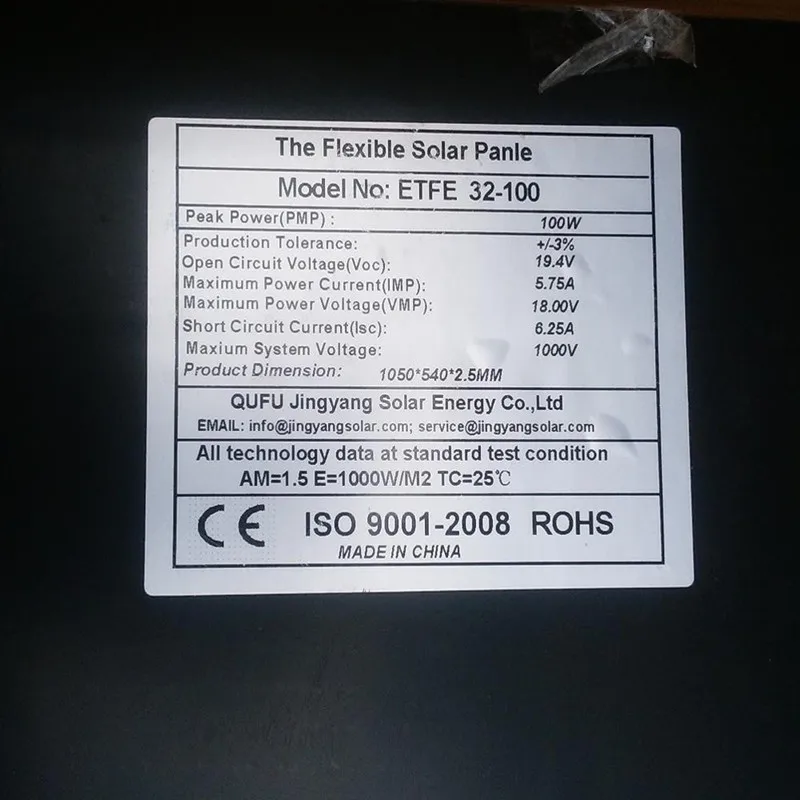 The Flexible Solar Panle
Model No: ETFE 32-100
Peak Power(PMP) : 100W
Production Tolerance: +/-3%
Open Circuit Voltage(Voc): 19.4V
Maximum Power Current(IMP): 5.75A
Maximum Power Voltage(VMP): 18.00V
Short Circuit Current(Isc): 6.25A
Maxium System Voltage: 1000V
Product Dimension: 1050*540*2.5MM
QUFU Jingyang Solar Energy Co.,Ltd
EMAIL: info@jingyangsolar.com; service@jingyangsolar.com
All technology data at standard test condition
AM=1.5 E=1000W/M2 TC=25℃
CE ISO 9001-2008 ROHS
MADE IN CHINA